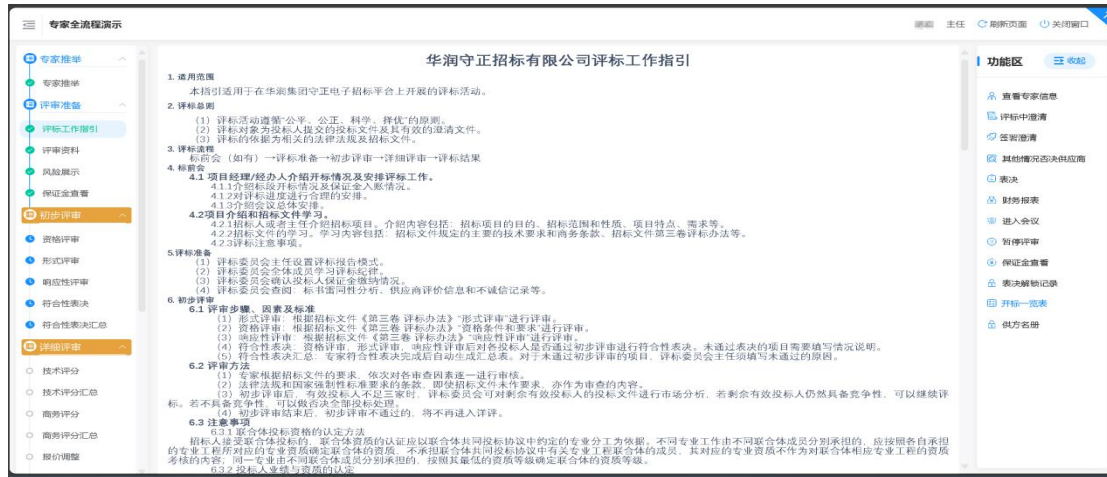 专家全流程演示
主任 刷新页面 关闭窗口
专家推举
专家推举
评审准备
评标工作指引
评审资料
风险展示
保证金查看
初步评审
资格评审
形式评审
响应性评审
符合性表决
符合性表决汇总
详细评审
技术评分
技术评分汇总
商务评分
商务评分汇总
报价调整
华润守正招标有限公司评标工作指引
1. 适用范围
本指引适用于在华润集团守正电子招标平台上开展的评标活动。
2. 评标总则
（1）评标活动遵循“公平、公正、科学、择优”的原则。
（2）评标对象为投标人提交的投标文件及其有效的澄清文件。
（3）评标的依据为相关的法律法规及招标文件。
3. 评标流程
标前会（如有）→评标准备→初步评审→详细评审→评标结果
4. 标前会
4.1 项目经理/经办人介绍开标情况及安排评标工作。
4.1.1介绍标段开标情况及保证金入账情况。
4.1.2对评标进度进行合理的安排。
4.1.3介绍会议总体安排。
4.2项目介绍和招标文件学习。
4.2.1招标人或者主任介绍招标项目。介绍内容包括：招标项目的目的、招标范围和性质、项目特点、需求等。
4.2.2招标文件的学习。学习内容包括：招标文件规定的主要的技术要求和商务条款、招标文件第三卷评标办法等。
4.2.3评标注意事项。
5.评标准备
（1）评标委员会主任设置评标报告模式。
（2）评标委员会全体成员学习评标纪律。
（3）评标委员会确认投标人保证金缴纳情况。
（4）评标委员会查阅：标书雷同性分析、供应商评价信息和不诚信记录等。
6. 初步评审
6.1 评审步骤、因素及标准
（1）形式评审：根据招标文件《第三卷 评标办法》“形式评审”进行评审。
（2）资格评审：根据招标文件《第三卷 评标办法》“资格条件和要求”进行评审。
（3）响应性评审：根据招标文件《第三卷 评标办法》“响应性评审”进行评审。
（4）符合性表决：资格评审，形式评审，响应性评审后对各投标人是否通过初步评审进行符合性表决。未通过表决的项目需要填写情况说明。
（5）符合性表决汇总：专家符合性表决完成后自动生成汇总表。对于未通过初步评审的项目，评标委员会主任须填写未通过的原因。
6.2 评审方法
（1）专家根据招标文件的要求，依次对各审查因素逐一进行审核。
（2）法律法规和国家强制性标准要求的条款，即使招标文件未作要求，亦作为审查的内容。
（3）初步评审后，有效投标人不足三家时，评标委员会可对剩余有效投标人的投标文件进行市场分析，若剩余有效投标人仍然具备竞争性，可以继续评
标。若不具备竞争性，可以做否决全部投标处理。
（4）初步评审结束后，初步评审不通过的，将不再进入详评。
6.3 注意事项
6.3.1 联合体投标资格的认定方法
招标人接受联合体投标的，联合体资质的认证应以联合体共同投标协议中约定的专业分工为依据。不同专业工作由不同联合体成员分别承担的，应按照各自承担
的专业工程所对应的专业资质确定联合体的资质，不承担联合体共同投标协议中有关专业工程联合体的成员，其对应的专业资质不作为对联合体相应专业工程的资质
考核的内容；同一专业由不同联合体成员分别承担的，按照其最低的资质等级确定联合体的资质等级。
6.3.2 投标人业绩与资质的认定
功能区 收起
查看专家信息
评标中澄清
签署澄清
其他情况否决供应商
表决
财务报表
进入会议
暂停评审
保证金查看
表决解锁记录
开标一览表
供方名册